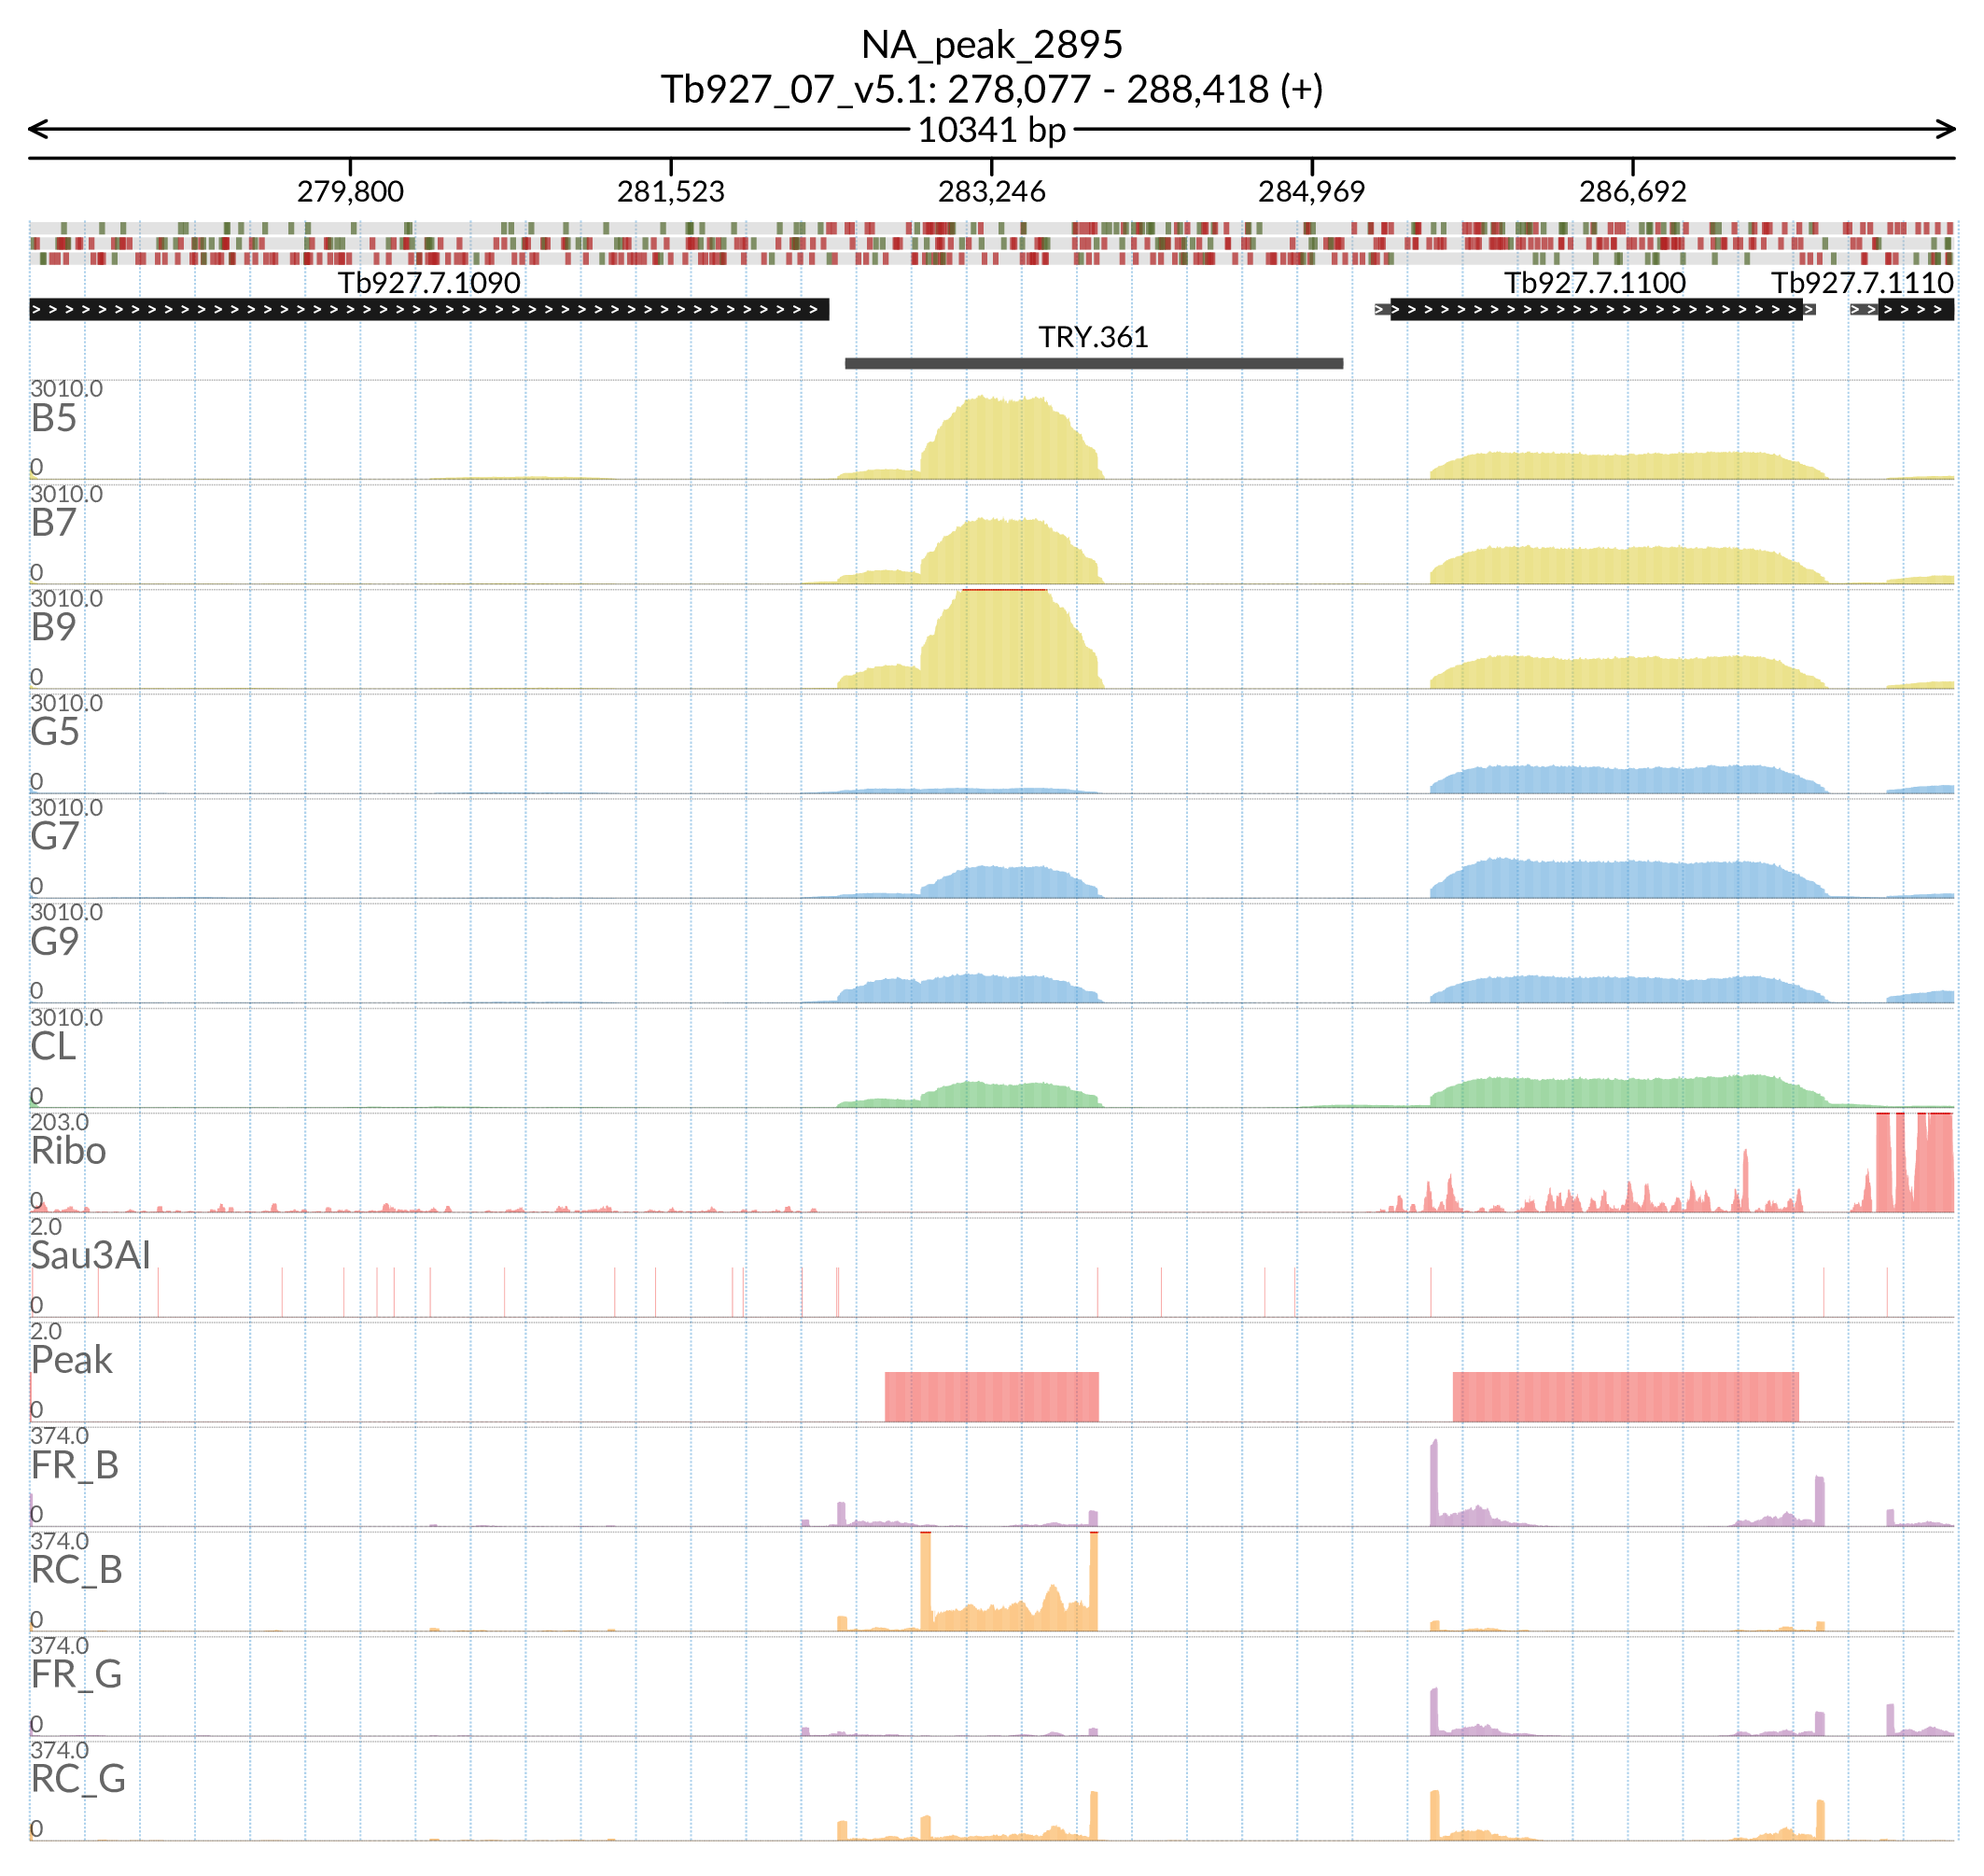 NA_peak_2895
Tb927_07_v5.1: 278,077 - 288,418 (+)
10341 bp
279,800 281,523 283,246 284,969 286,692
Tb927.7.1090 Tb927.7.1100 Tb927.7.1110
TRY.361
3010.0
B5
0
3010.0
B7
0
3010.0
B9
0
3010.0
G5
0
3010.0
G7
0
3010.0
G9
0
3010.0
CL
0
203.0
Ribo
0
2.0
Sau3AI
0
2.0
Peak
0
374.0
FR_B
0
374.0
RC_B
0
374.0
FR_G
0
374.0
RC_G
0